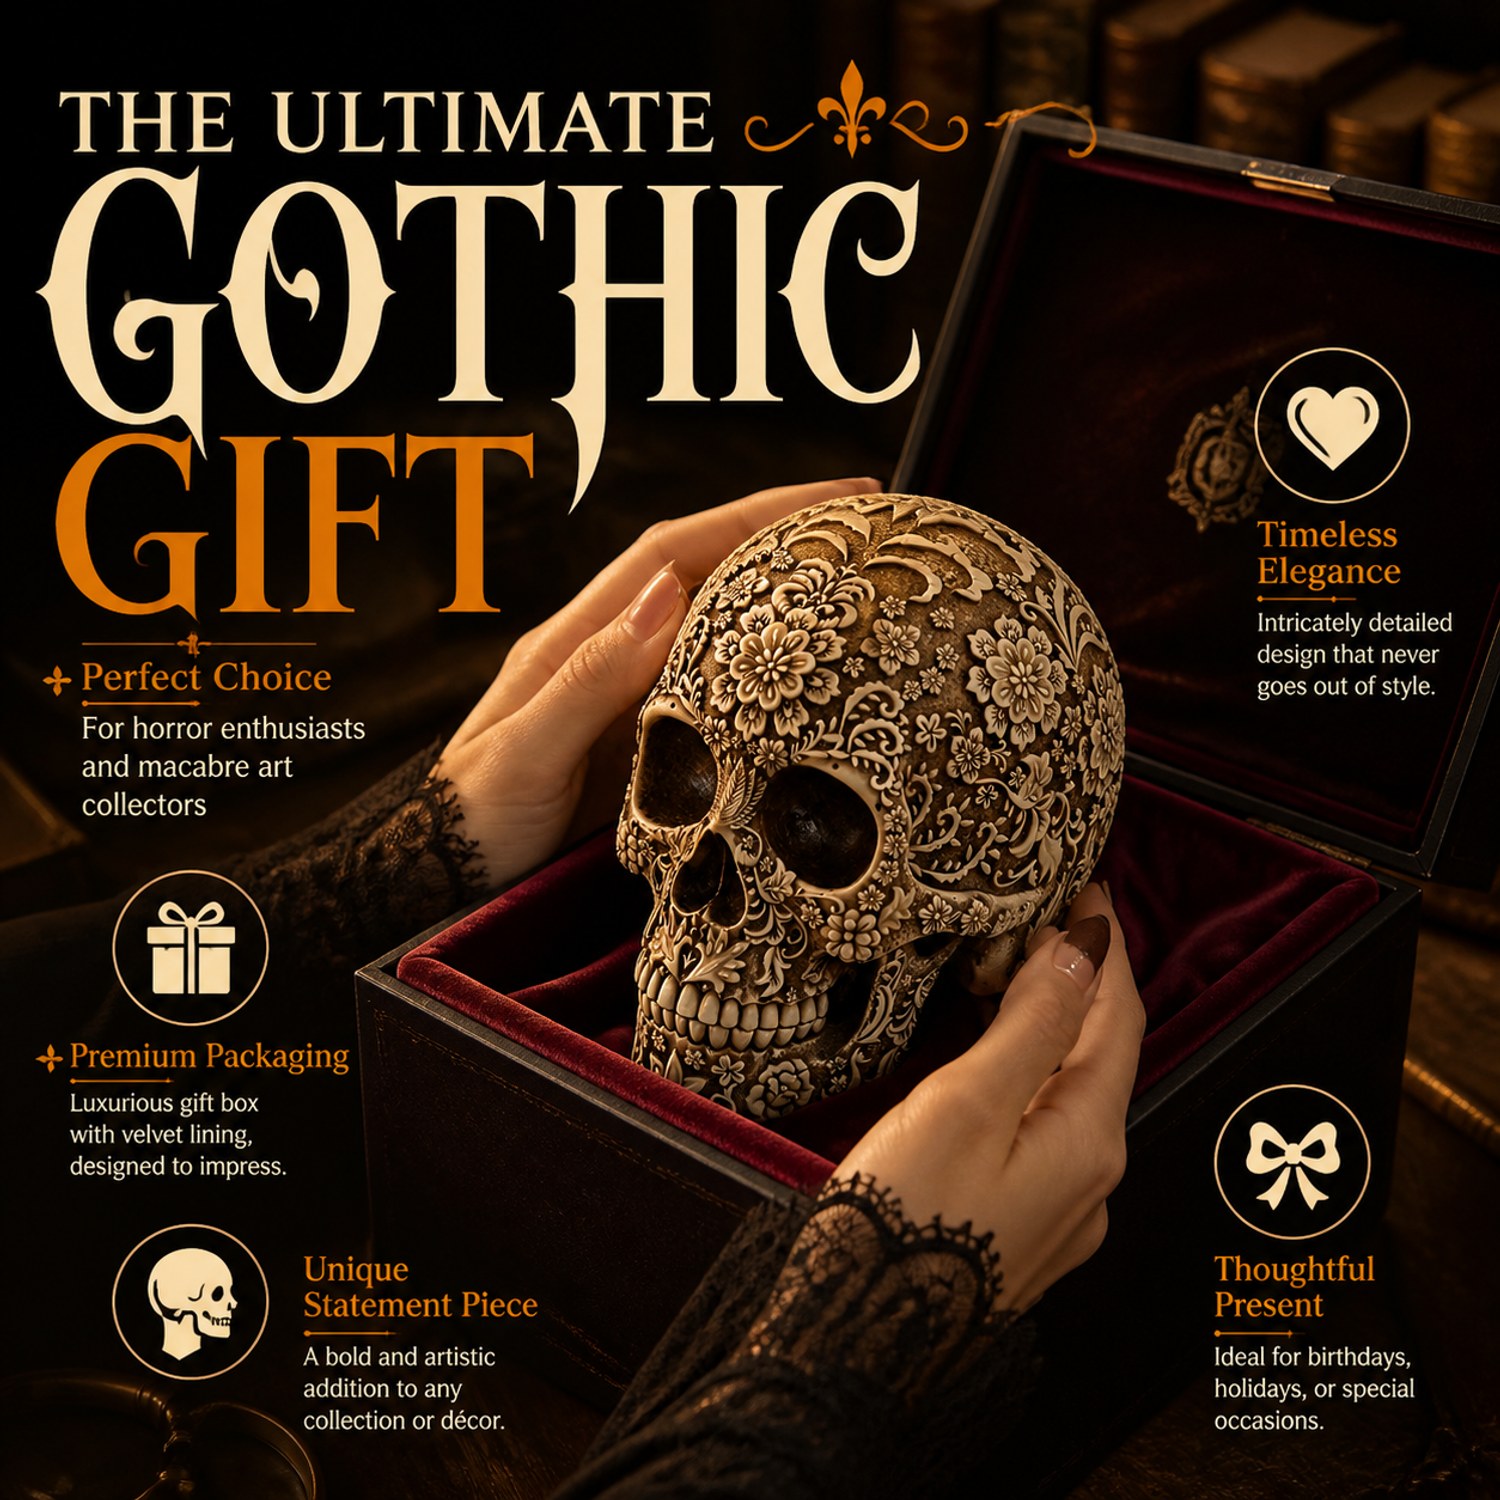 THE ULTIMATE
GOTHIC
GIFT
Perfect Choice
For horror enthusiasts
and macabre art
collectors
Premium Packaging
Luxurious gift box
with velvet lining,
designed to impress.
Unique
Statement Piece
A bold and artistic
addition to any
collection or décor.
Timeless
Elegance
Intricately detailed
design that never
goes out of style.
Thoughtful
Present
Ideal for birthdays,
holidays, or special
occasions.